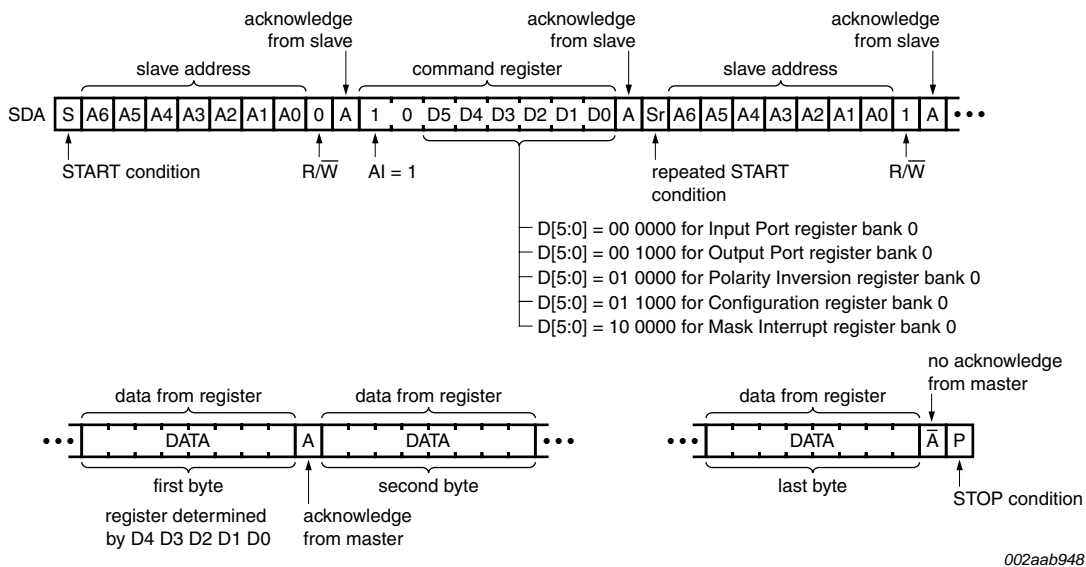 acknowledge
from slave
acknowledge
from slave
acknowledge
from slave
slave address
command register
slave address
SDA S A6 A5 A4 A3 A2 A1 A0 0 A 1 0 D5 D4 D3 D2 D1 D0 A Sr A6 A5 A4 A3 A2 A1 A0 1 A •••
START condition
R/W̅
AI = 1
repeated START
condition
R/W̅
D[5:0] = 00 0000 for Input Port register bank 0
D[5:0] = 00 1000 for Output Port register bank 0
D[5:0] = 01 0000 for Polarity Inversion register bank 0
D[5:0] = 01 1000 for Configuration register bank 0
D[5:0] = 10 0000 for Mask Interrupt register bank 0
no acknowledge
from master
data from register
data from register
data from register
••• DATA A DATA ••• ••• DATA A̅ P
first byte
second byte
last byte
STOP condition
register determined
by D4 D3 D2 D1 D0
acknowledge
from master
002aab948